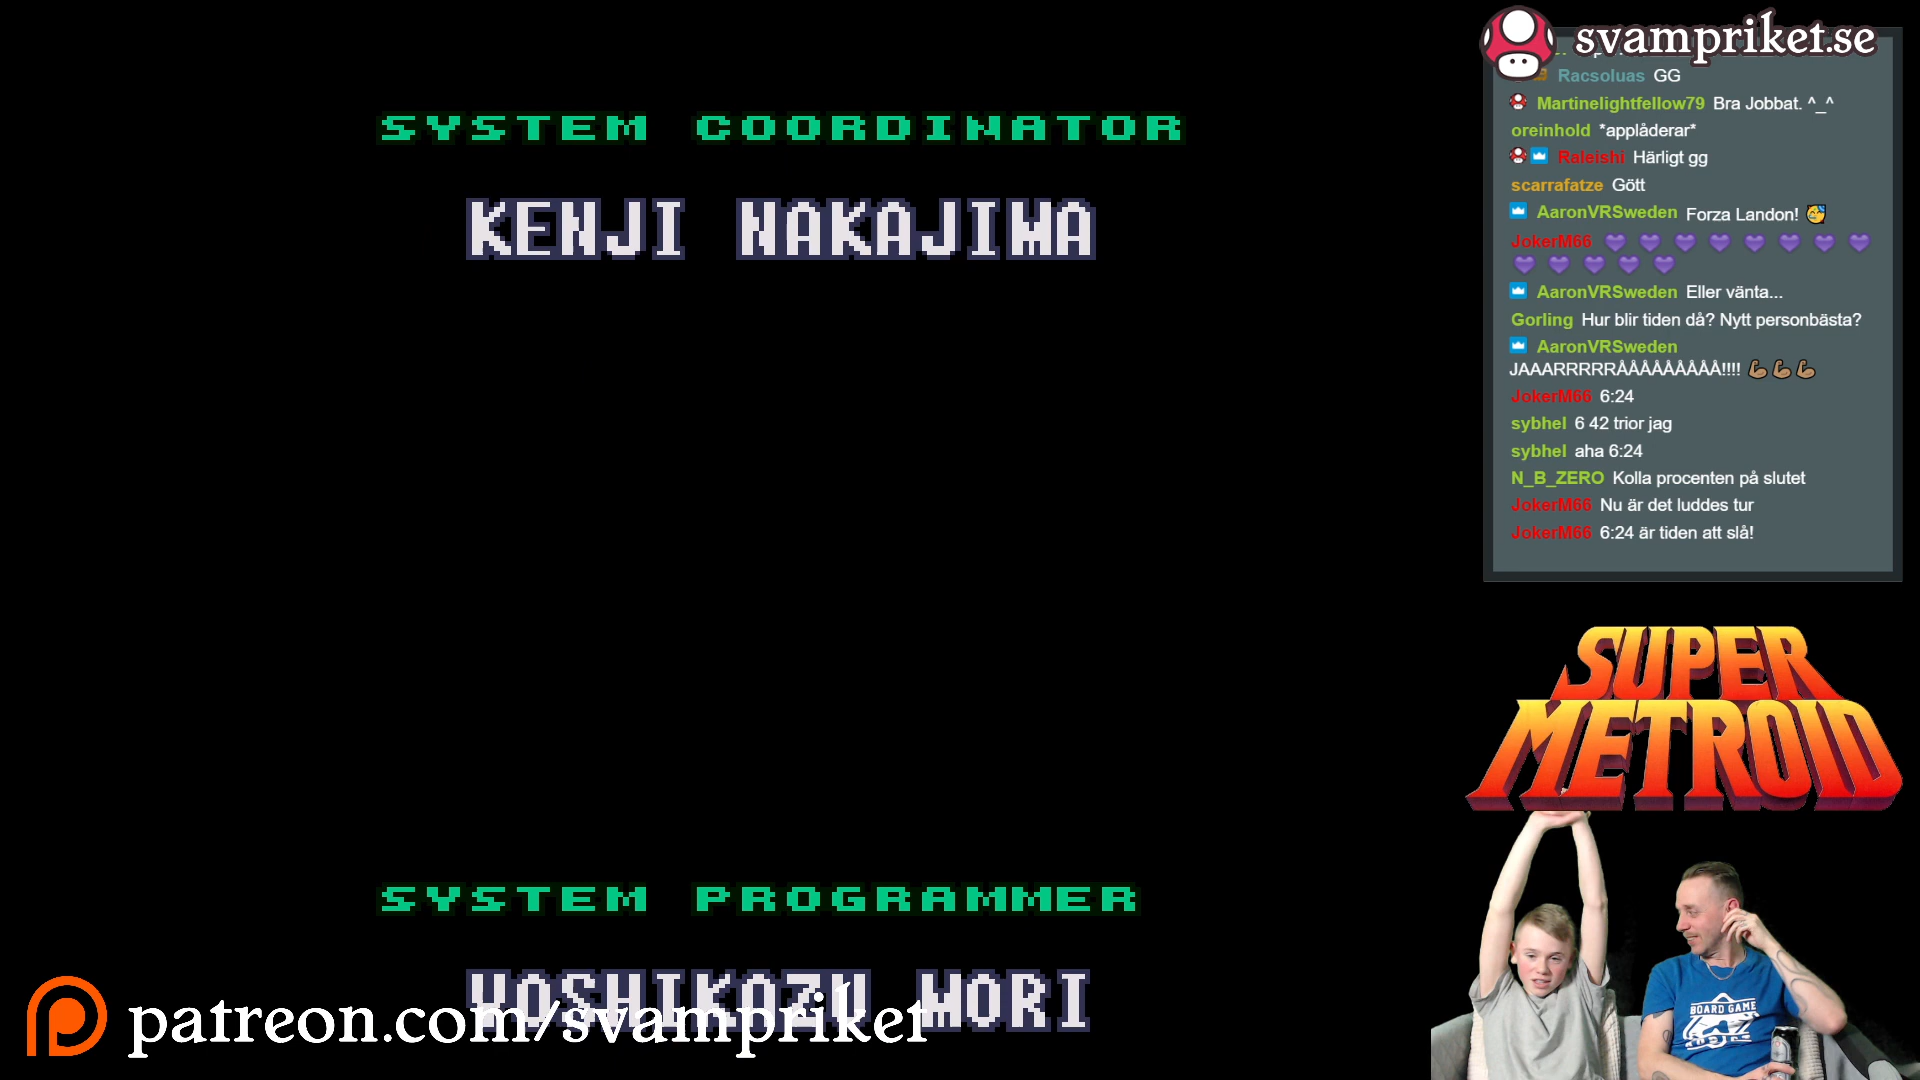 SYSTEM COORDINATOR
KENJI NAKAJIMA
SYSTEM PROGRAMMER
YOSHIKAZU MORI
patreon.com/svampriket
svampriket.se
Racsoluas GG
Martinelightfellow79 Bra Jobbat. ^_^
oreinhold *applåderar*
Raleishi Härligt gg
scarrafatze Gött
AaronVRSweden Forza Landon! 🥳
JokerM66 💜 💜 💜 💜 💜 💜 💜 💜
💜 💜 💜 💜 💜
AaronVRSweden Eller vänta...
Gorling Hur blir tiden då? Nytt personbästa?
AaronVRSweden
JAAARRRRRÅÅÅÅÅÅÅÅÅ!!!! 💪🏾💪🏾💪🏾
JokerM66 6:24
sybhel 6 42 trior jag
sybhel aha 6:24
N_B_ZERO Kolla procenten på slutet
JokerM66 Nu är det luddes tur
JokerM66 6:24 är tiden att slå!
SUPER
METROID
BOARD GAME